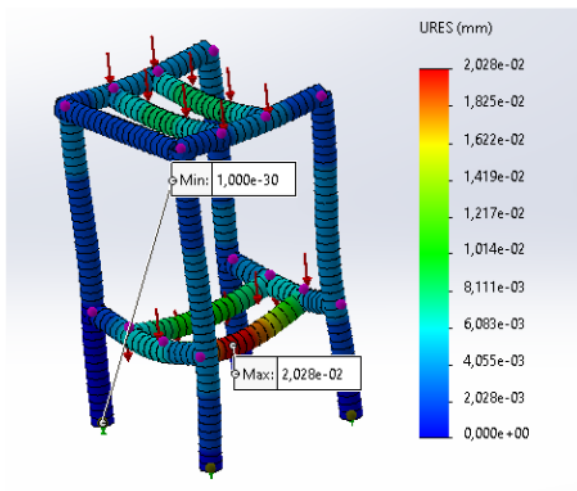 URES (mm)
2,028e-02
1,825e-02
1,622e-02
1,419e-02
1,217e-02
1,014e-02
8,111e-03
6,083e-03
4,055e-03
2,028e-03
0,000e+00
Min: 1,000e-30
Max: 2,028e-02